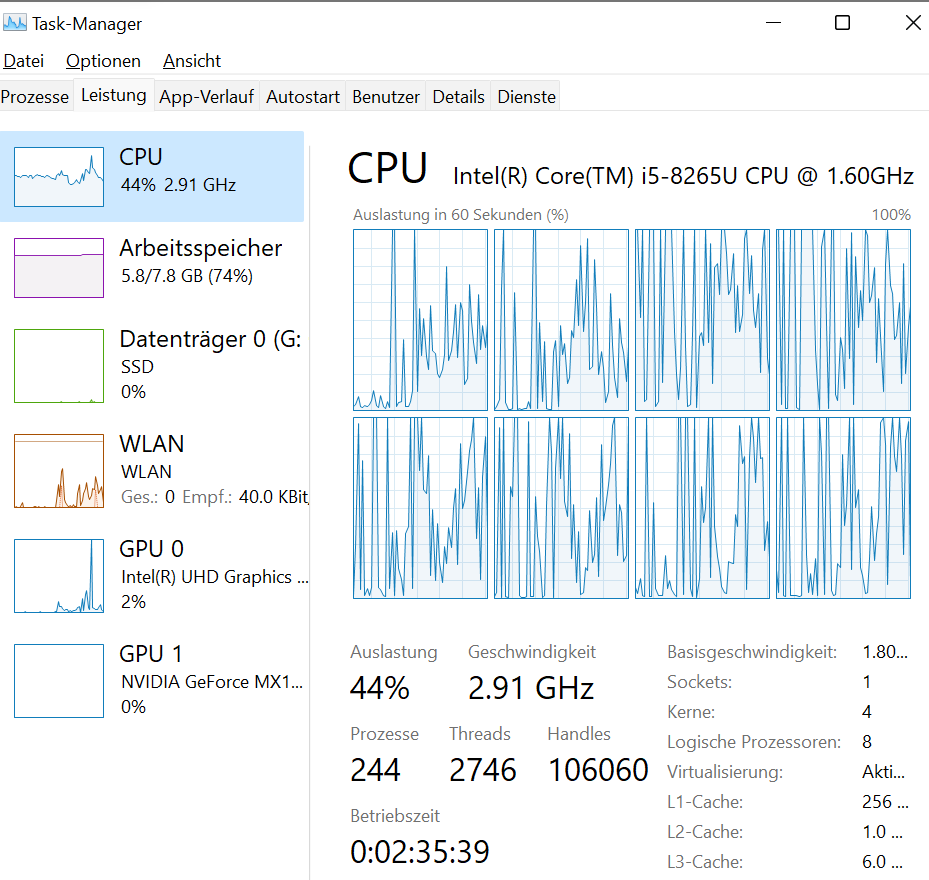 Task-Manager
Datei Optionen Ansicht
Prozesse Leistung App-Verlauf Autostart Benutzer Details Dienste
CPU
44% 2.91 GHz
Arbeitsspeicher
5.8/7.8 GB (74%)
Datenträger 0 (G:
SSD
0%
WLAN
WLAN
Ges.: 0 Empf.: 40.0 KBit
GPU 0
Intel(R) UHD Graphics ...
2%
GPU 1
NVIDIA GeForce MX1...
0%
CPU Intel(R) Core(TM) i5-8265U CPU @ 1.60GHz
Auslastung in 60 Sekunden (%) 100%
Auslastung Geschwindigkeit
44% 2.91 GHz
Prozesse Threads Handles
244 2746 106060
Betriebszeit
0:02:35:39
Basisgeschwindigkeit: 1.80...
Sockets: 1
Kerne: 4
Logische Prozessoren: 8
Virtualisierung: Akti...
L1-Cache: 256 ...
L2-Cache: 1.0 ...
L3-Cache: 6.0 ...